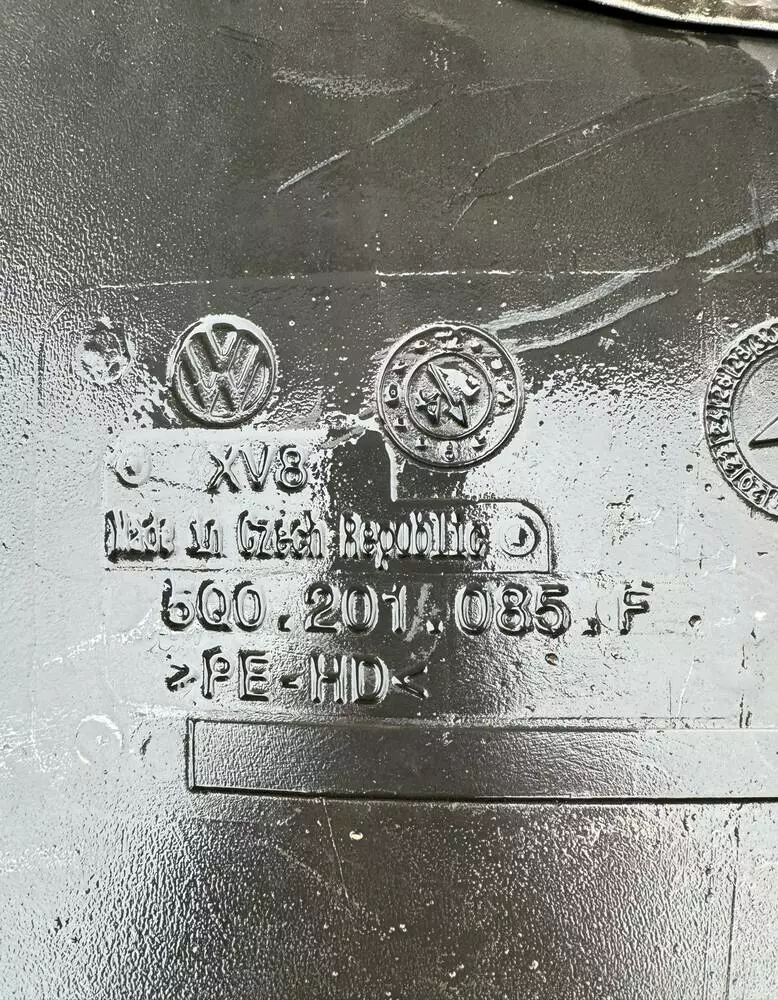 XV8
Made in Czech Republic
6Q0.201.085.F
>PE-HD<